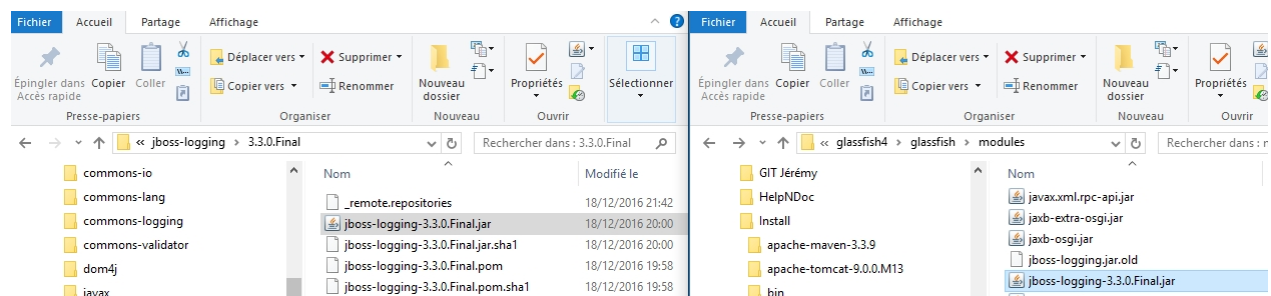 Fichier Accueil Partage Affichage
Épingler dans Accès rapide
Copier
Coller
Presse-papiers
Déplacer vers
Copier vers
Supprimer
Renommer
Organiser
Nouveau dossier
Nouveau
Propriétés
Ouvrir
Sélectionner
« jboss-logging > 3.3.0.Final
Rechercher dans : 3.3.0.Final
commons-io
commons-lang
commons-logging
commons-validator
dom4j
javax
Nom Modifié le
_remote.repositories 18/12/2016 21:42
jboss-logging-3.3.0.Final.jar 18/12/2016 20:00
jboss-logging-3.3.0.Final.jar.sha1 18/12/2016 20:00
jboss-logging-3.3.0.Final.pom 18/12/2016 19:58
jboss-logging-3.3.0.Final.pom.sha1 18/12/2016 19:58
Fichier Accueil Partage Affichage
Épingler dans Accès rapide
Copier
Coller
Presse-papiers
Déplacer vers
Copier vers
Supprimer
Renommer
Organiser
Nouveau dossier
Nouveau
Propriétés
Ouvrir
« glassfish4 > glassfish > modules
Rechercher dans :
GIT Jérémy
HelpNDoc
Install
apache-maven-3.3.9
apache-tomcat-9.0.0.M13
bin
Nom
javax.xml.rpc-api.jar
jaxb-extra-osgi.jar
jaxb-osgi.jar
jboss-logging.jar.old
jboss-logging-3.3.0.Final.jar